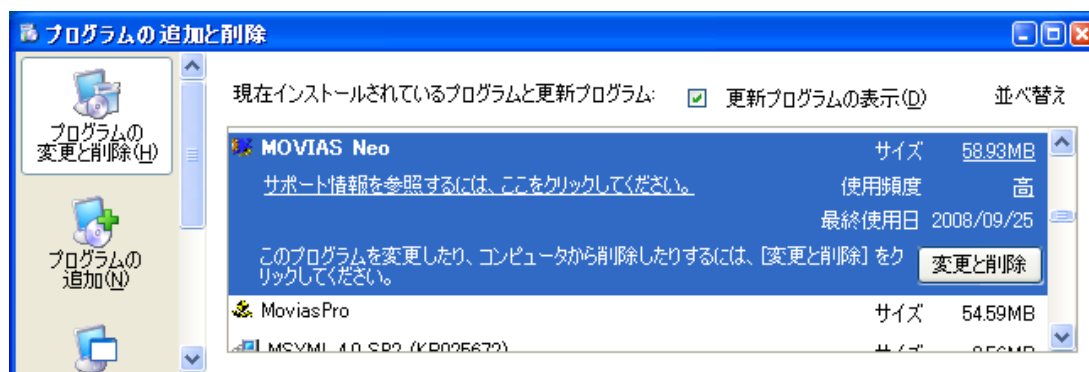 プログラムの追加と削除
プログラムの
変更と削除(H)
プログラムの
追加(N)
現在インストールされているプログラムと更新プログラム:
更新プログラムの表示(D)
並べ替え
MOVIAS Neo
サイズ
58.93MB
サポート情報を参照するには、ここをクリックしてください。
使用頻度
高
最終使用日 2008/09/25
このプログラムを変更したり、コンピュータから削除したりするには、[変更と削除] をク
リックしてください。
変更と削除
MoviasPro
サイズ
54.59MB
MSXML 4.0 SP2
サイズ